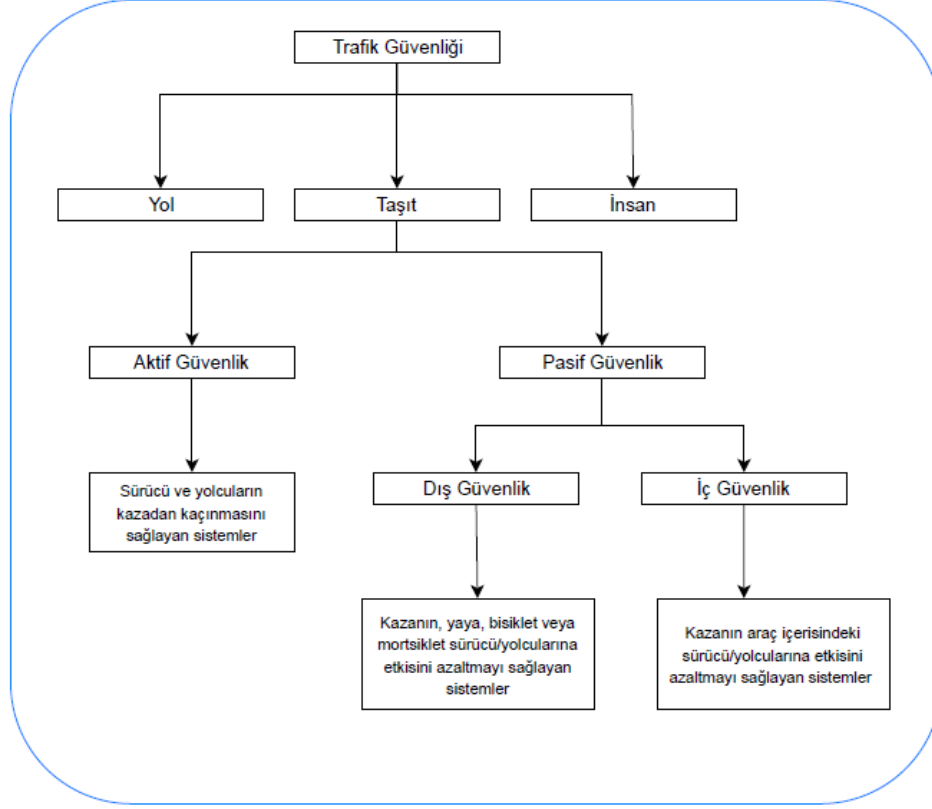 Trafik Güvenliği
Yol
Taşıt
İnsan
Aktif Güvenlik
Pasif Güvenlik
Sürücü ve yolcuların
kazadan kaçınmasını
sağlayan sistemler
Dış Güvenlik
İç Güvenlik
Kazanın, yaya, bisiklet veya
mortsiklet sürücü/yolcularına
etkisini azaltmayı sağlayan
sistemler
Kazanın araç içerisindeki
sürücü/yolcularına etkisini
azaltmayı sağlayan sistemler